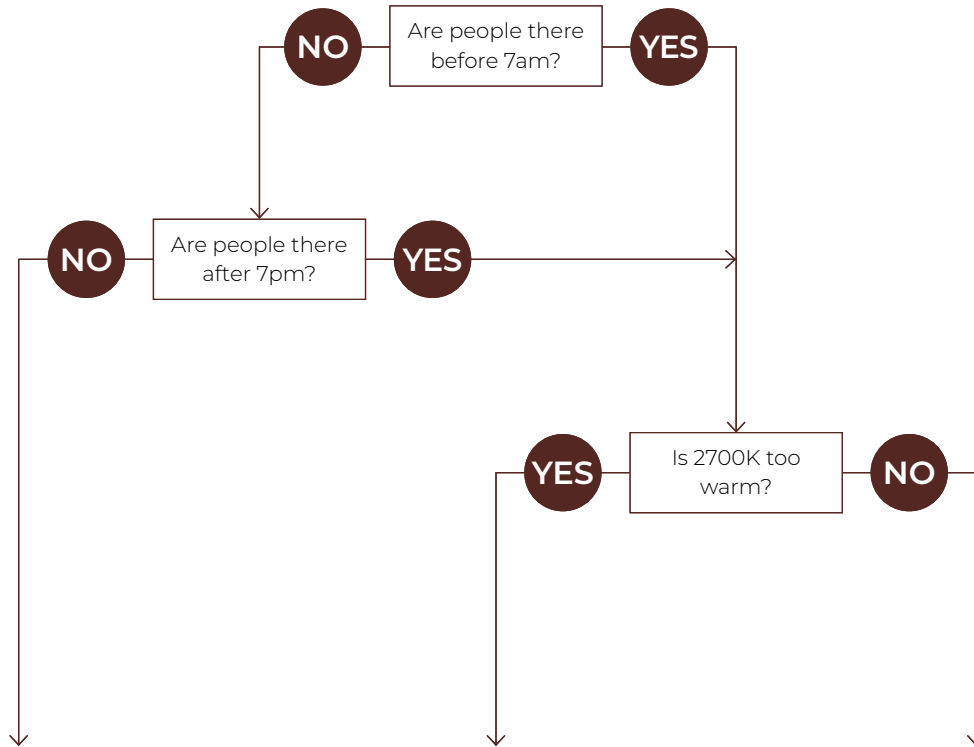 NO
Are people there
before 7am?
YES
NO
Are people there
after 7pm?
YES
YES
Is 2700K too
warm?
NO